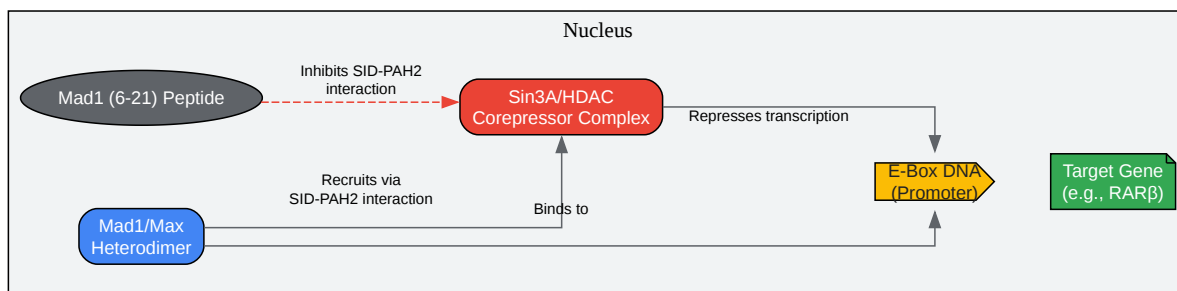 Nucleus
Mad1 (6-21) Peptide
Inhibits SID-PAH2
interaction
Sin3A/HDAC
Corepressor Complex
Represses transcription
E-Box DNA
(Promoter)
Target Gene
(e.g., RARβ)
Recruits via
SID-PAH2 interaction
Binds to
Mad1/Max
Heterodimer